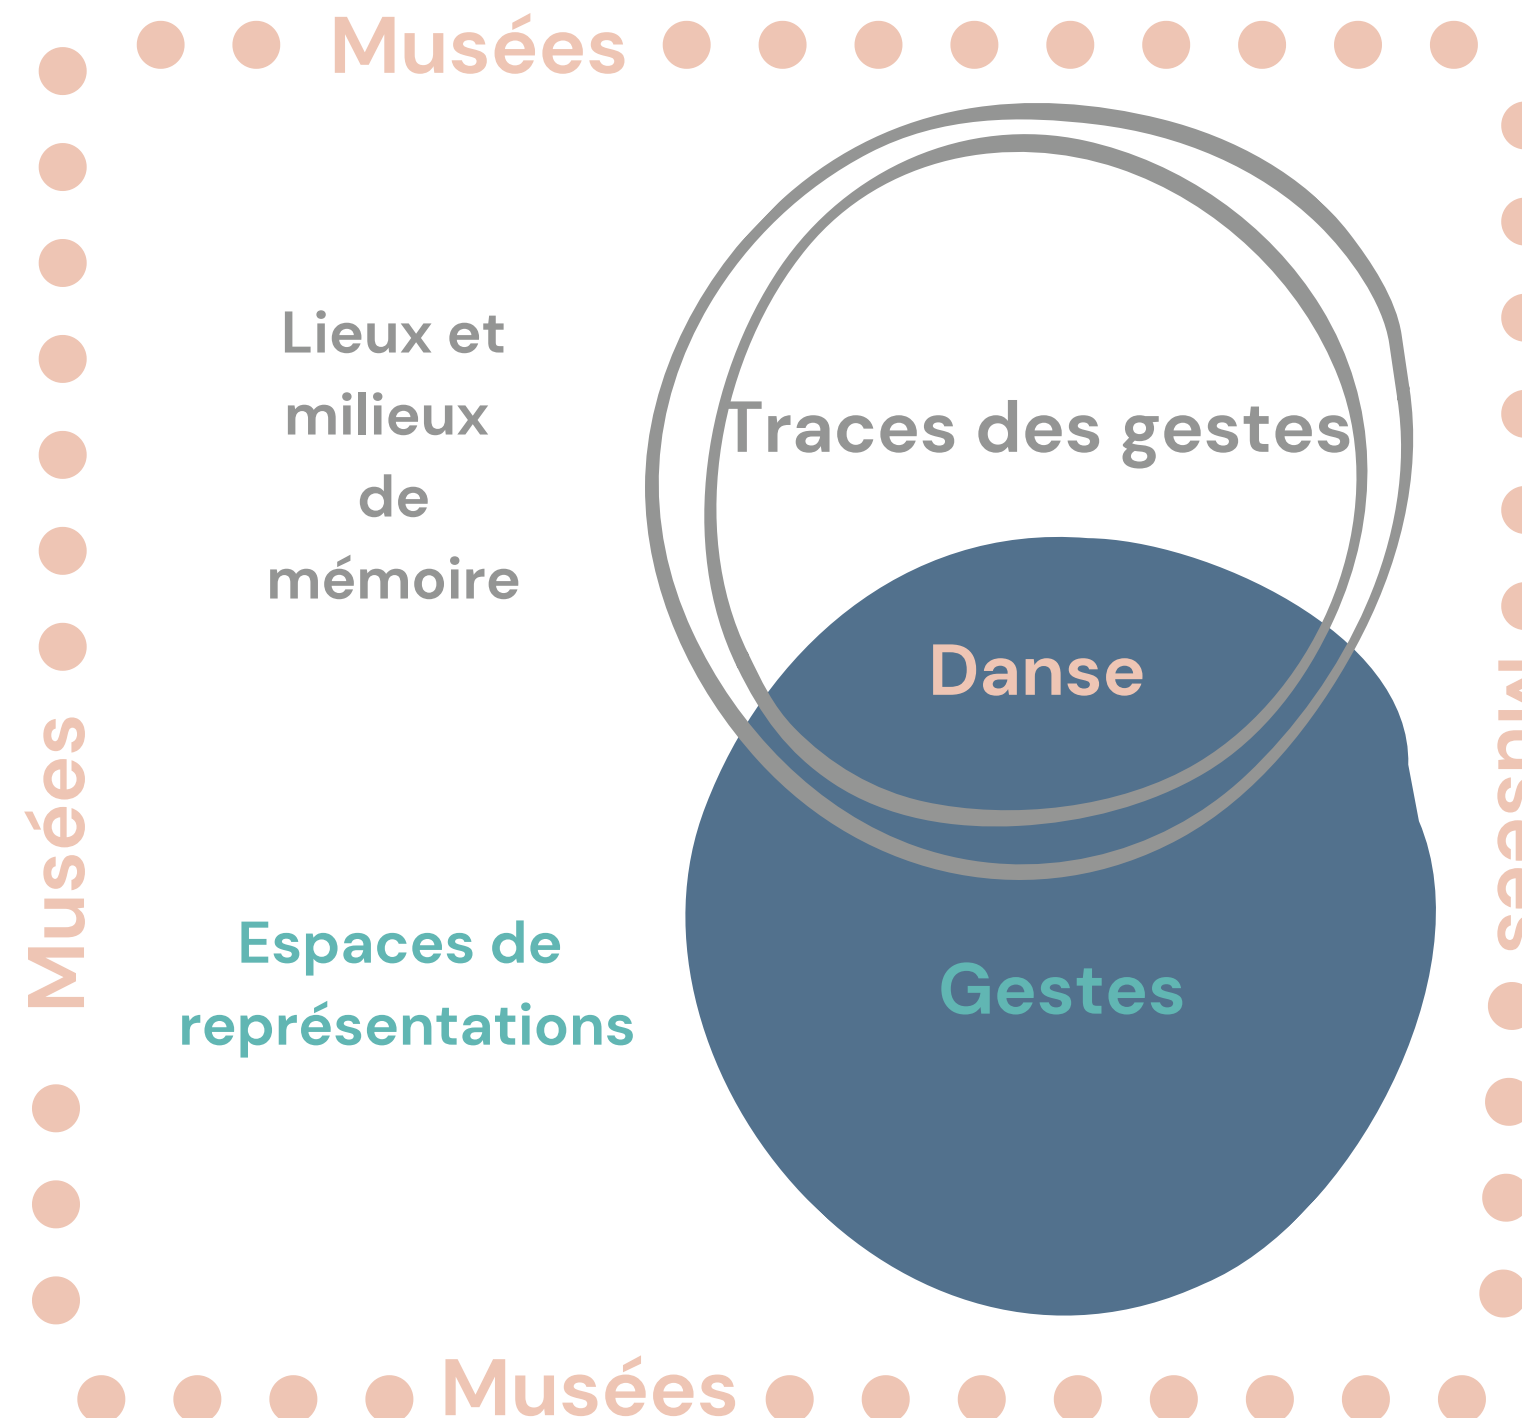 Musées
Lieux et
milieux
de
mémoire
Traces des gestes
Danse
Musées
Musées
Espaces de
représentations
Gestes
Musées